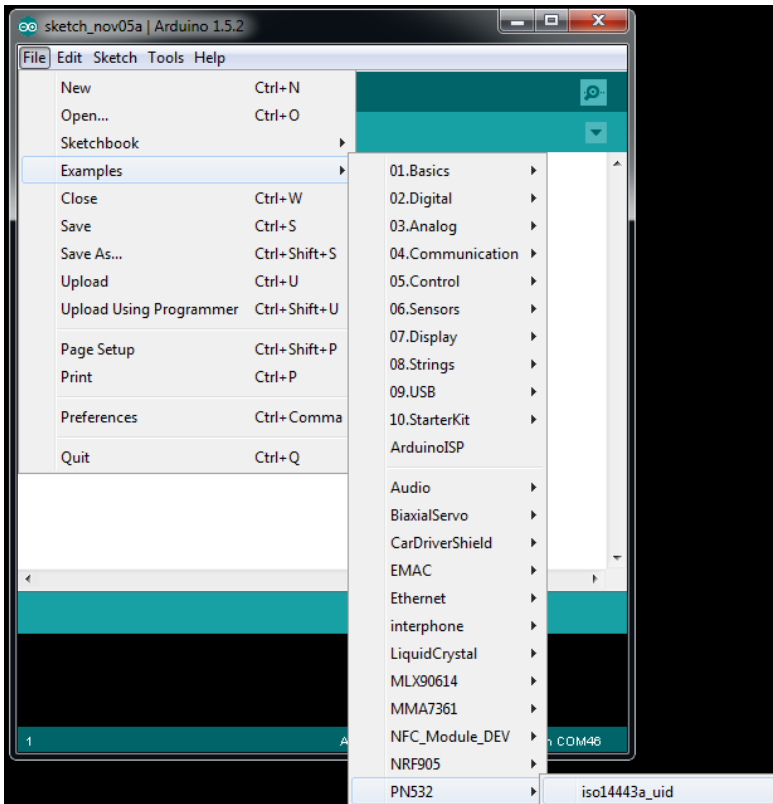 sketch_nov05a | Arduino 1.5.2
File Edit Sketch Tools Help
New Ctrl+N
Open... Ctrl+O
Sketchbook
Examples
Close Ctrl+W
Save Ctrl+S
Save As... Ctrl+Shift+S
Upload Ctrl+U
Upload Using Programmer Ctrl+Shift+U
Page Setup Ctrl+Shift+P
Print Ctrl+P
Preferences Ctrl+Comma
Quit Ctrl+Q
01.Basics
02.Digital
03.Analog
04.Communication
05.Control
06.Sensors
07.Display
08.Strings
09.USB
10.StarterKit
ArduinoISP
Audio
BiaxialServo
CarDriverShield
EMAC
Ethernet
interphone
LiquidCrystal
MLX90614
MMA7361
NFC_Module_DEV
NRF905
PN532
iso14443a_uid
1 A n COM46